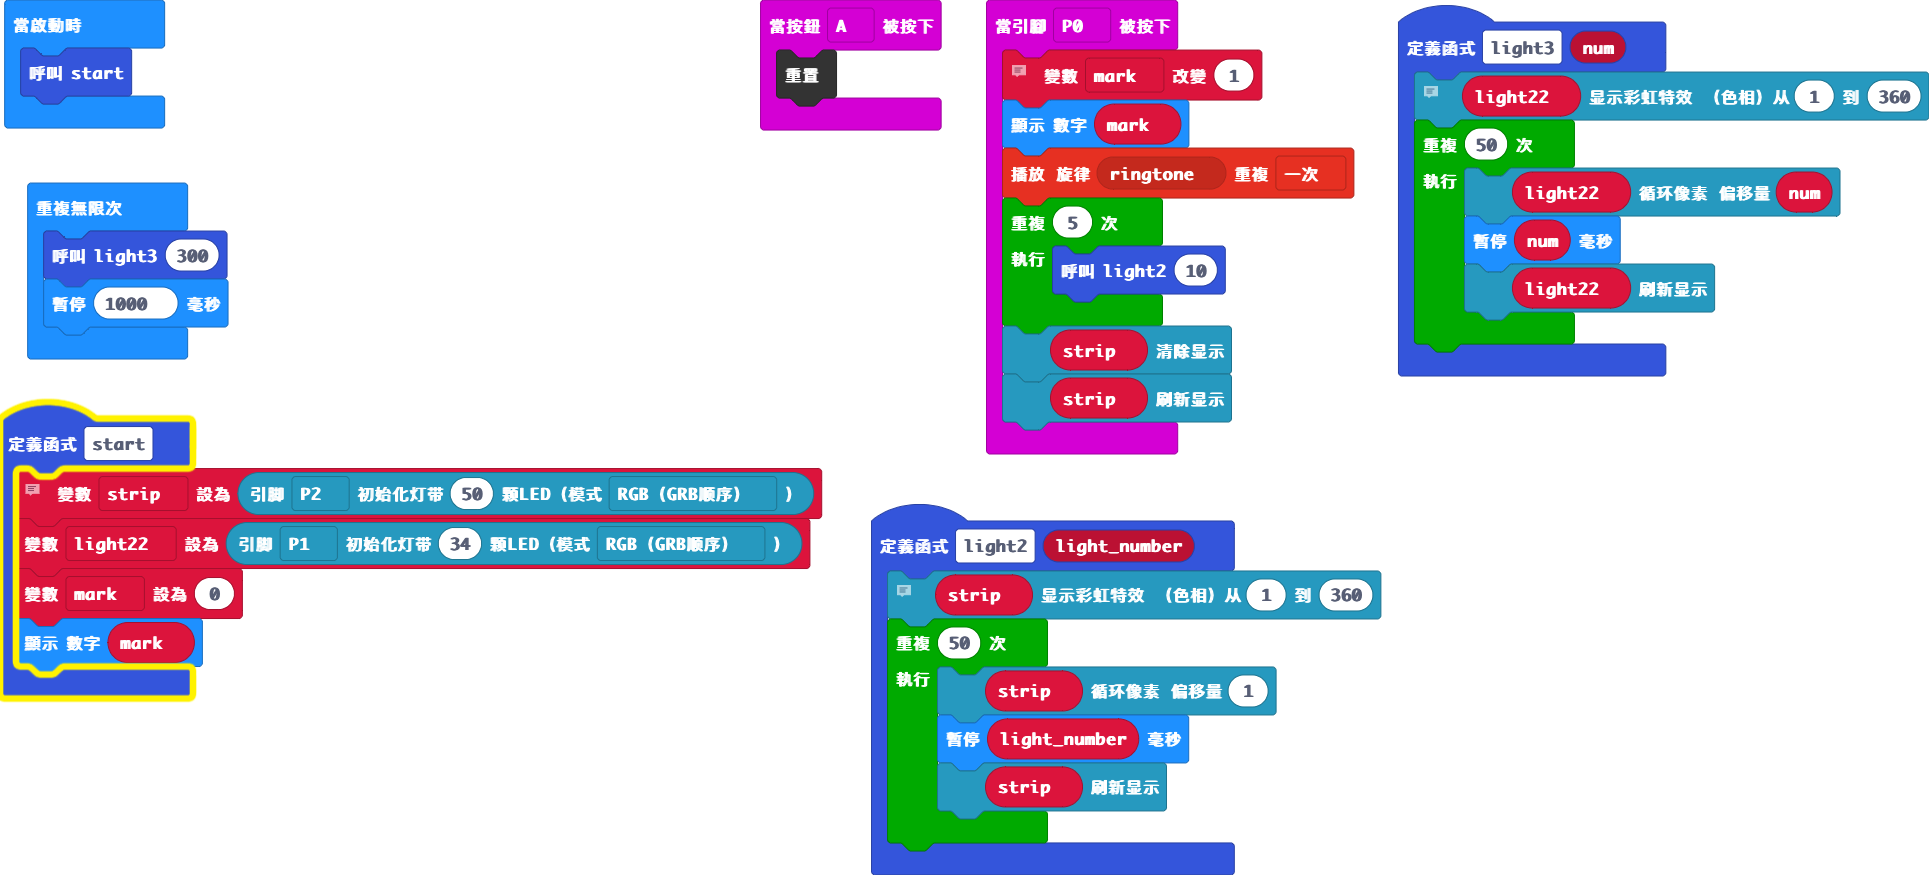 當啟動時
呼叫 start
重複無限次
呼叫 light3 300
暫停 1000 毫秒
定義函式 start
變數 strip 設為 引脚 P2 初始化灯带 50 颗LED（模式 RGB（GRB顺序） ）
變數 light22 設為 引脚 P1 初始化灯带 34 颗LED（模式 RGB（GRB顺序） ）
變數 mark 設為 0
顯示 數字 mark
當按鈕 A 被按下
重置
當引腳 P0 被按下
變數 mark 改變 1
顯示 數字 mark
播放 旋律 ringtone 重複 一次
重複 5 次
執行
呼叫 light2 10
strip 清除显示
strip 刷新显示
定義函式 light2 light_number
strip 显示彩虹特效 （色相）从 1 到 360
重複 50 次
執行
strip 循环像素 偏移量 1
暫停 light_number 毫秒
strip 刷新显示
定義函式 light3 num
light22 显示彩虹特效 （色相）从 1 到 360
重複 50 次
執行
light22 循环像素 偏移量 num
暫停 num 毫秒
light22 刷新显示